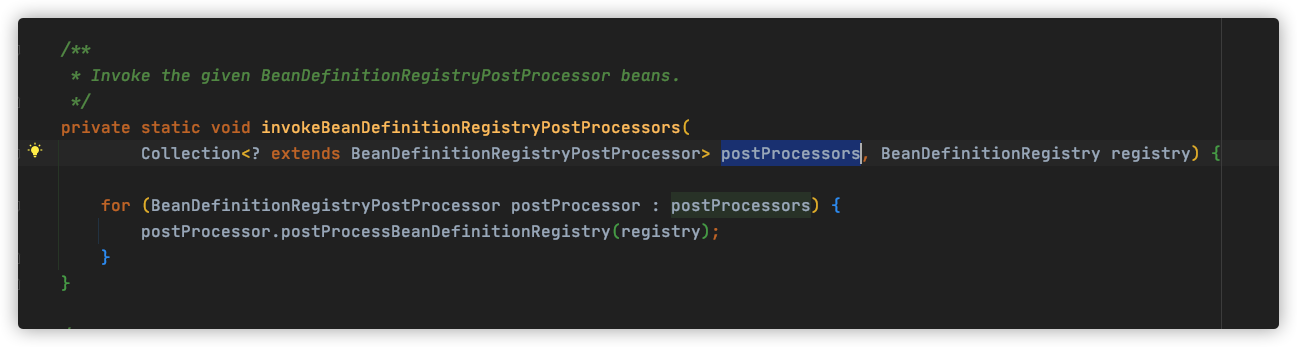 /**
 * Invoke the given BeanDefinitionRegistryPostProcessor beans.
 */
private static void invokeBeanDefinitionRegistryPostProcessors(
        Collection<? extends BeanDefinitionRegistryPostProcessor> postProcessors, BeanDefinitionRegistry registry) {
    for (BeanDefinitionRegistryPostProcessor postProcessor : postProcessors) {
        postProcessor.postProcessBeanDefinitionRegistry(registry);
    }
}